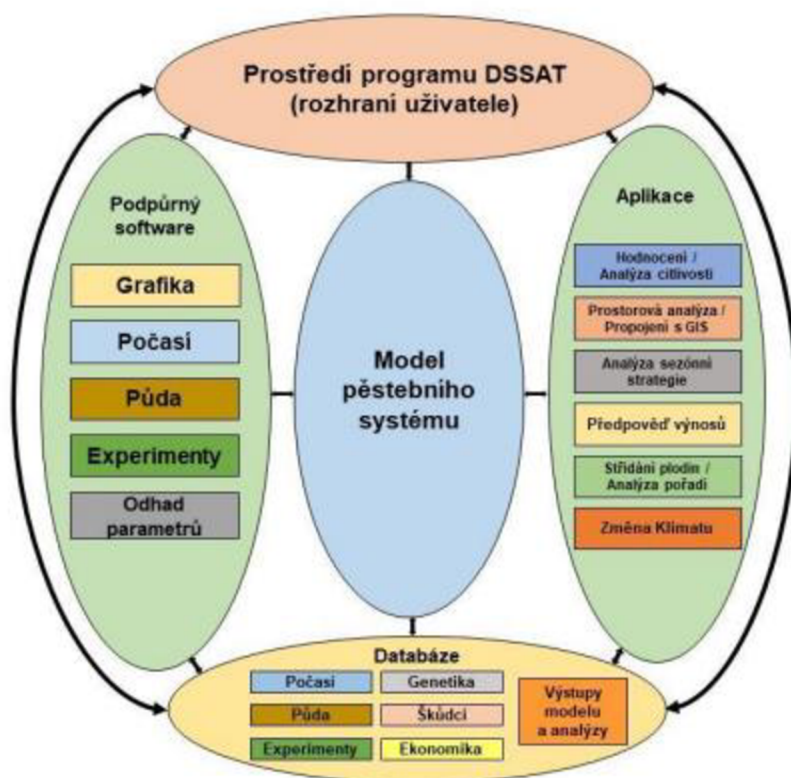 Prostředí programu DSSAT
(rozhraní uživatele)
Podpůrný
software
Grafika
Počasí
Půda
Experimenty
Odhad
parametrů
Model
pěstebního
systému
Aplikace
Hodnocení /
Analýza citlivosti
Prostorová analýza /
Propojení s GIS
Analýza sezónní
strategie
Předpověď výnosů
Střídání plodin /
Analýza pořadí
Změna Klimatu
Databáze
Počasí
Genetika
Půda
Škůdci
Experimenty
Ekonomika
Výstupy
modelu
a analýzy